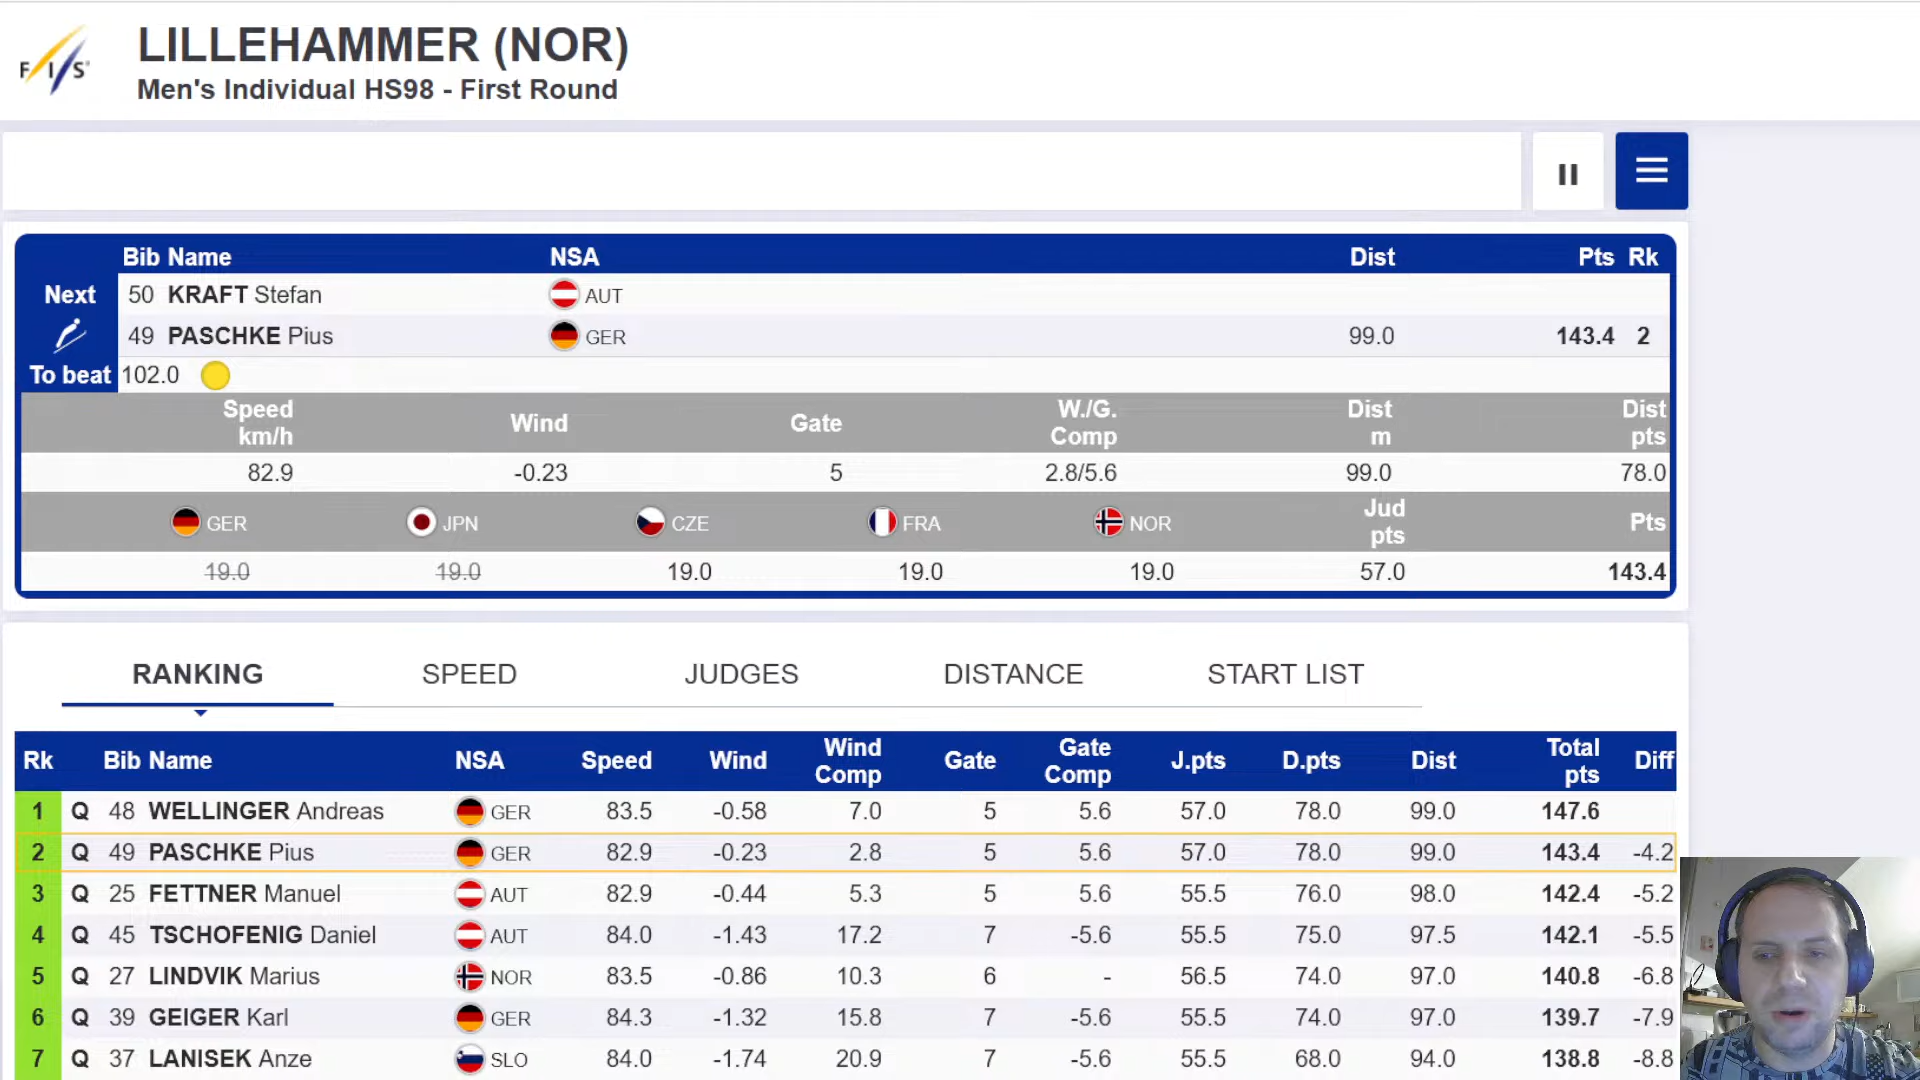 FIS
LILLEHAMMER (NOR)
Men's Individual HS98 - First Round
Bib Name NSA Dist Pts Rk
Next 50 KRAFT Stefan AUT
49 PASCHKE Pius GER 99.0 143.4 2
To beat 102.0
Speed km/h Wind Gate W./G. Comp Dist m Dist pts
82.9 -0.23 5 2.8/5.6 99.0 78.0
GER JPN CZE FRA NOR Jud pts Pts
19.0 19.0 19.0 19.0 19.0 57.0 143.4
RANKING SPEED JUDGES DISTANCE START LIST
Rk Bib Name NSA Speed Wind Wind Comp Gate Gate Comp J.pts D.pts Dist Total pts Diff
1 Q 48 WELLINGER Andreas GER 83.5 -0.58 7.0 5 5.6 57.0 78.0 99.0 147.6
2 Q 49 PASCHKE Pius GER 82.9 -0.23 2.8 5 5.6 57.0 78.0 99.0 143.4 -4.2
3 Q 25 FETTNER Manuel AUT 82.9 -0.44 5.3 5 5.6 55.5 76.0 98.0 142.4 -5.2
4 Q 45 TSCHOFENIG Daniel AUT 84.0 -1.43 17.2 7 -5.6 55.5 75.0 97.5 142.1 -5.5
5 Q 27 LINDVIK Marius NOR 83.5 -0.86 10.3 6 - 56.5 74.0 97.0 140.8 -6.8
6 Q 39 GEIGER Karl GER 84.3 -1.32 15.8 7 -5.6 55.5 74.0 97.0 139.7 -7.9
7 Q 37 LANISEK Anze SLO 84.0 -1.74 20.9 7 -5.6 55.5 68.0 94.0 138.8 -8.8